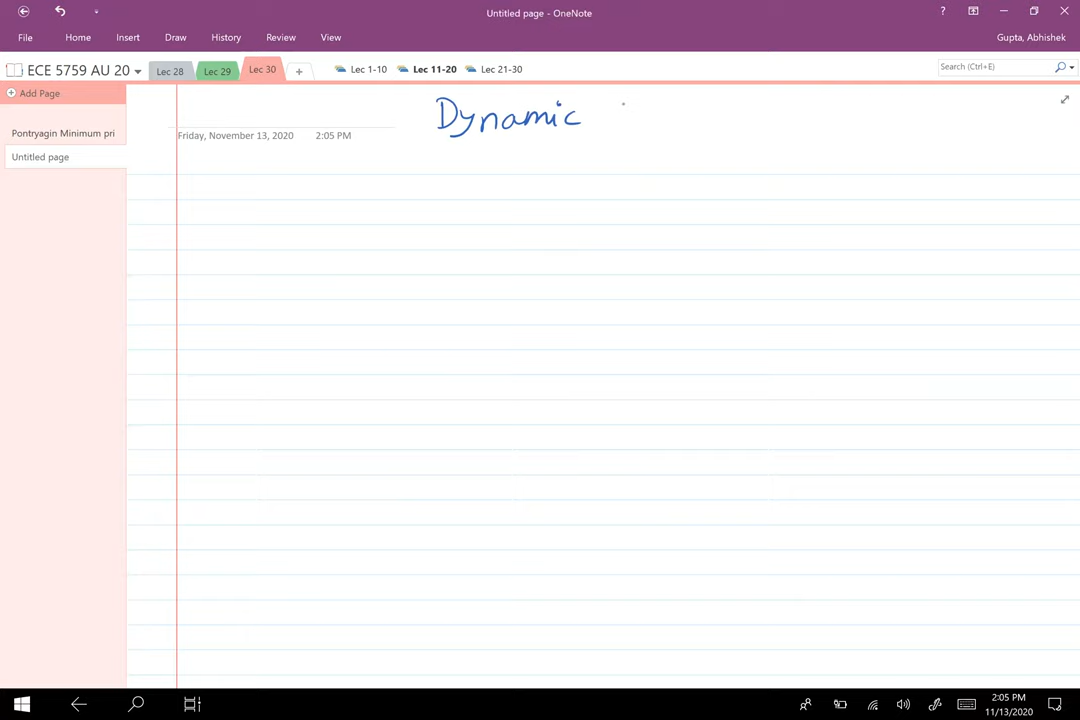 Untitled page - OneNote
?
File Home Insert Draw History Review View
Gupta, Abhishek
ECE 5759 AU 20
Lec 28
Lec 29
Lec 30
+
Lec 1-10
Lec 11-20
Lec 21-30
Search (Ctrl+E)
Add Page
Pontryagin Minimum pri
Untitled page
Dynamic
Friday, November 13, 2020 2:05 PM
2:05 PM
11/13/2020